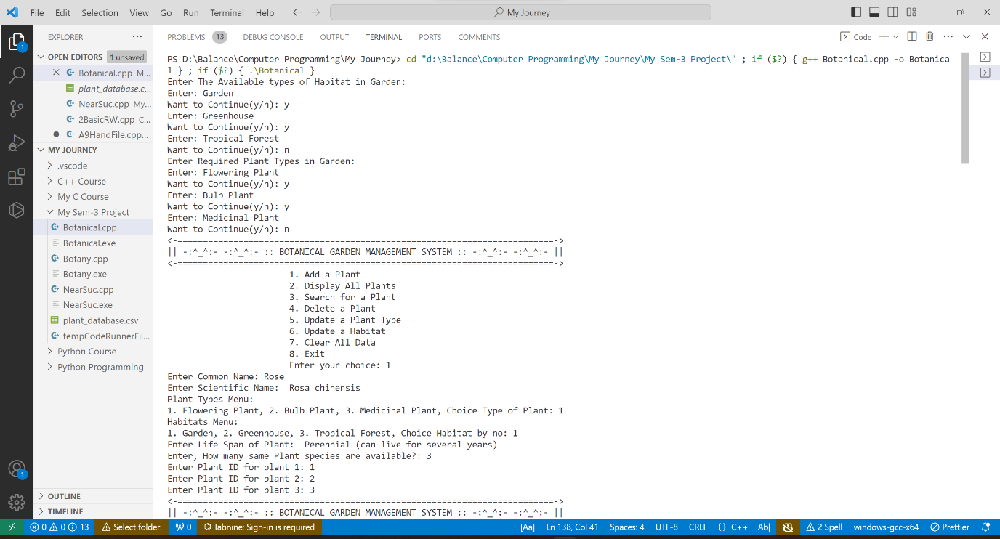 File Edit Selection View Go Run Terminal Help
My Journey
EXPLORER
OPEN EDITORS 1 unsaved
Botanical.cpp M...
plant_database.c...
NearSuc.cpp My...
2BasicRW.cpp C...
A9HandFile.cpp...
MY JOURNEY
.vscode
C++ Course
My C Course
My Sem-3 Project
Botanical.cpp
Botanical.exe
Botany.cpp
Botany.exe
NearSuc.cpp
NearSuc.exe
plant_database.csv
tempCodeRunnerFil...
Python Course
Python Programming
OUTLINE
TIMELINE
1
1
PROBLEMS 13 DEBUG CONSOLE OUTPUT TERMINAL PORTS COMMENTS
Code
PS D:\Balance\Computer Programming\My Journey> cd "d:\Balance\Computer Programming\My Journey\My Sem-3 Project\" ; if ($?) { g++ Botanical.cpp -o Botanica
l } ; if ($?) { .\Botanical }
Enter The Available types of Habitat in Garden:
Enter: Garden
Want to Continue(y/n): y
Enter: Greenhouse
Want to Continue(y/n): y
Enter: Tropical Forest
Want to Continue(y/n): n
Enter Required Plant Types in Garden:
Enter: Flowering Plant
Want to Continue(y/n): y
Enter: Bulb Plant
Want to Continue(y/n): y
Enter: Medicinal Plant
Want to Continue(y/n): n
<-==========================================================================->
|| -:^_^:- -:^_^:- :: BOTANICAL GARDEN MANAGEMENT SYSTEM :: -:^_^:- -:^_^:- ||
<-==========================================================================->
1. Add a Plant
2. Display All Plants
3. Search for a Plant
4. Delete a Plant
5. Update a Plant Type
6. Update a Habitat
7. Clear All Data
8. Exit
Enter your choice: 1
Enter Common Name: Rose
Enter Scientific Name:  Rosa chinensis
Plant Types Menu:
1. Flowering Plant, 2. Bulb Plant, 3. Medicinal Plant, Choice Type of Plant: 1
Habitats Menu:
1. Garden, 2. Greenhouse, 3. Tropical Forest, Choice Habitat by no: 1
Enter Life Span of Plant:  Perennial (can live for several years)
Enter, How many same Plant species are available?: 3
Enter Plant ID for plant 1: 1
Enter Plant ID for plant 2: 2
Enter Plant ID for plant 3: 3
<-==========================================================================->
|| -:^_^:- -:^_^:- :: BOTANICAL GARDEN MANAGEMENT SYSTEM :: -:^_^:- -:^_^:- ||
0 0 13 Select folder. 0 Tabnine: Sign-in is required [Aa] Ln 138, Col 41 Spaces: 4 UTF-8 CRLF {} C++ Ab| 2 Spell windows-gcc-x64 Prettier